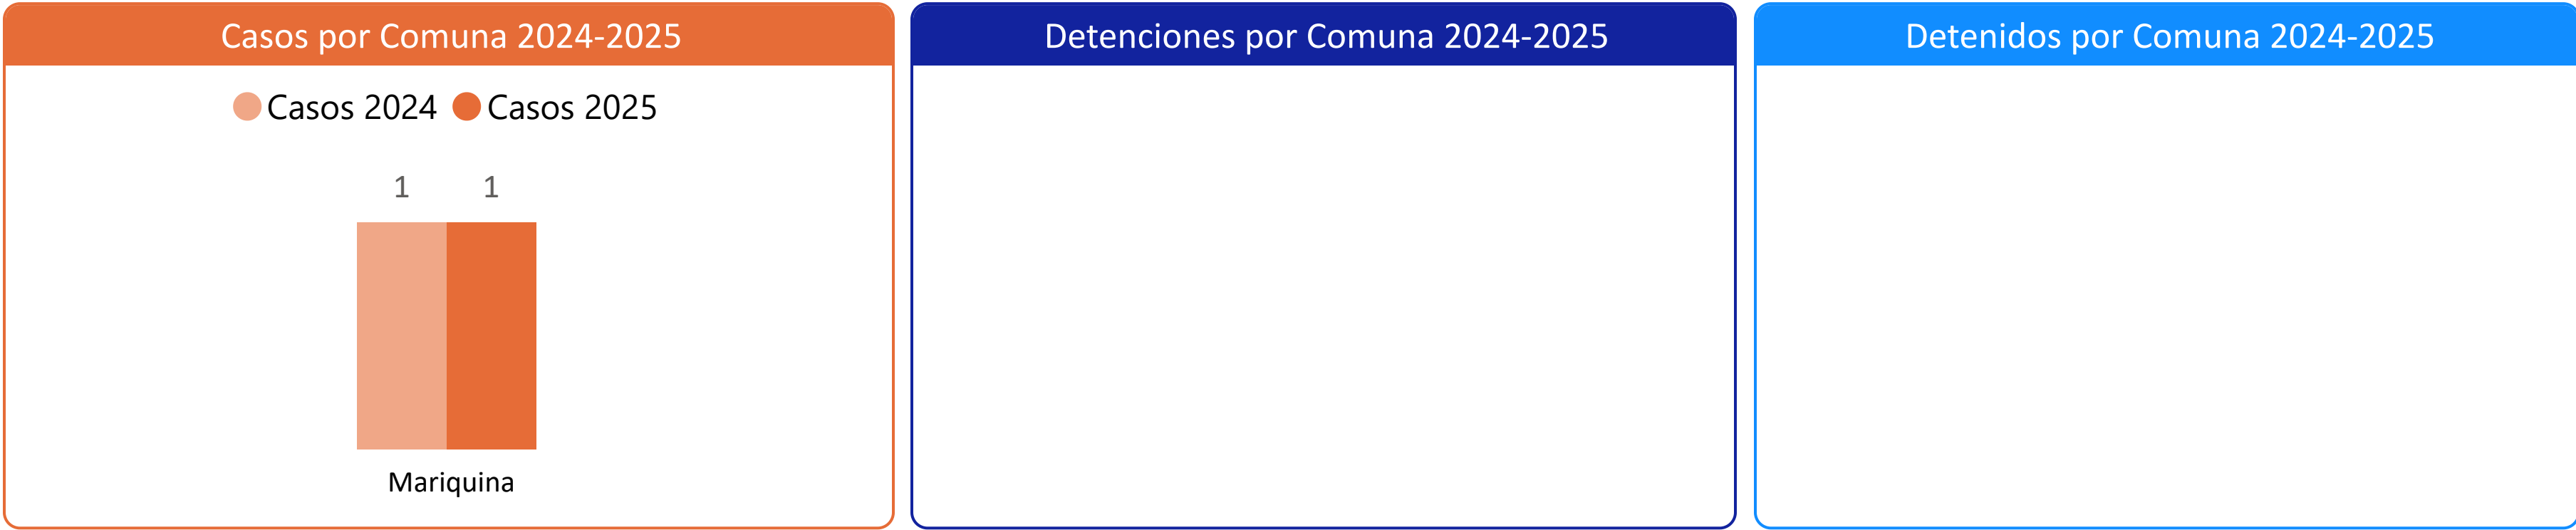 Casos por Comuna 2024-2025
Casos 2024 Casos 2025
1 1
Mariquina
Detenciones por Comuna 2024-2025
Detenidos por Comuna 2024-2025